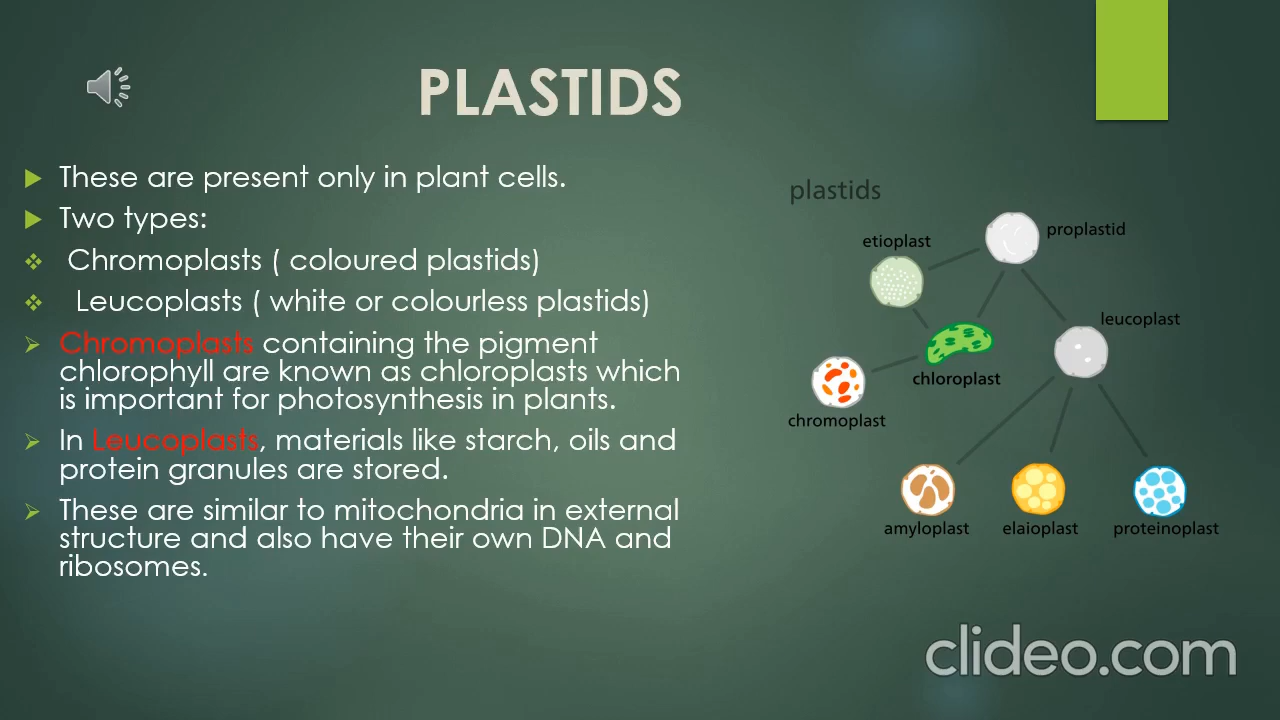 PLASTIDS
These are present only in plant cells.
Two types:
Chromoplasts ( coloured plastids)
Leucoplasts ( white or colourless plastids)
Chromoplasts containing the pigment
chlorophyll are known as chloroplasts which
is important for photosynthesis in plants.
In Leucoplasts, materials like starch, oils and
protein granules are stored.
These are similar to mitochondria in external
structure and also have their own DNA and
ribosomes.
plastids
proplastid
etioplast
leucoplast
chloroplast
chromoplast
amyloplast
elaioplast
proteinoplast
clideo.com